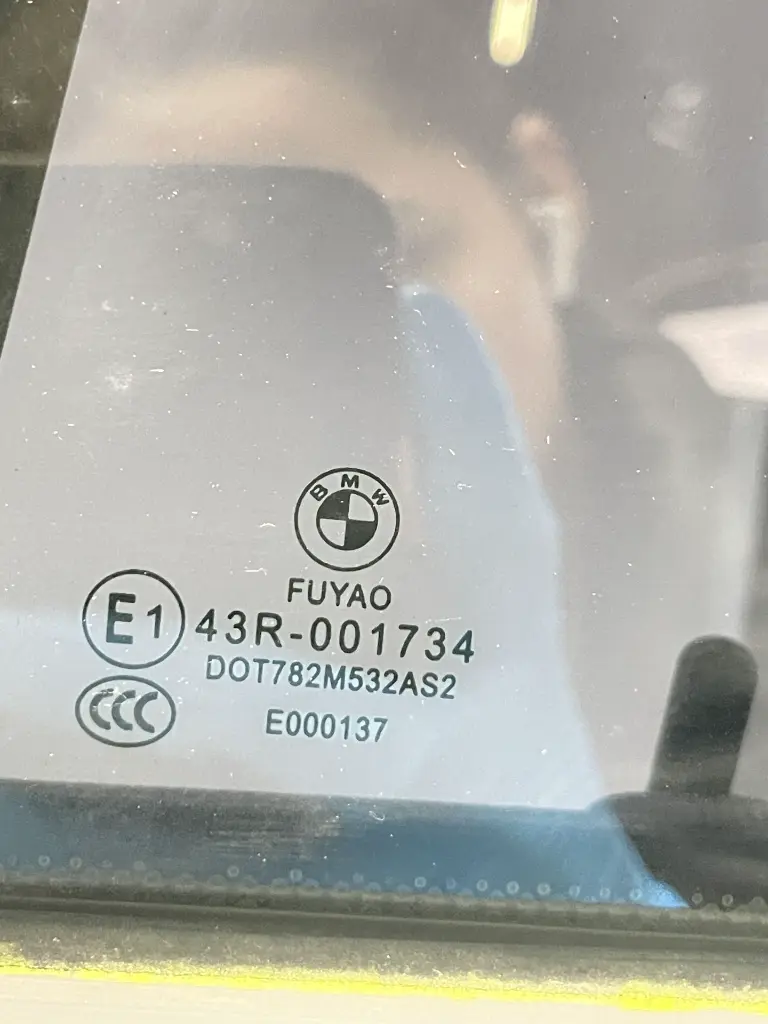 BMW
FUYAO
E1 43R-001734
DOT782M532AS2
CCC E000137